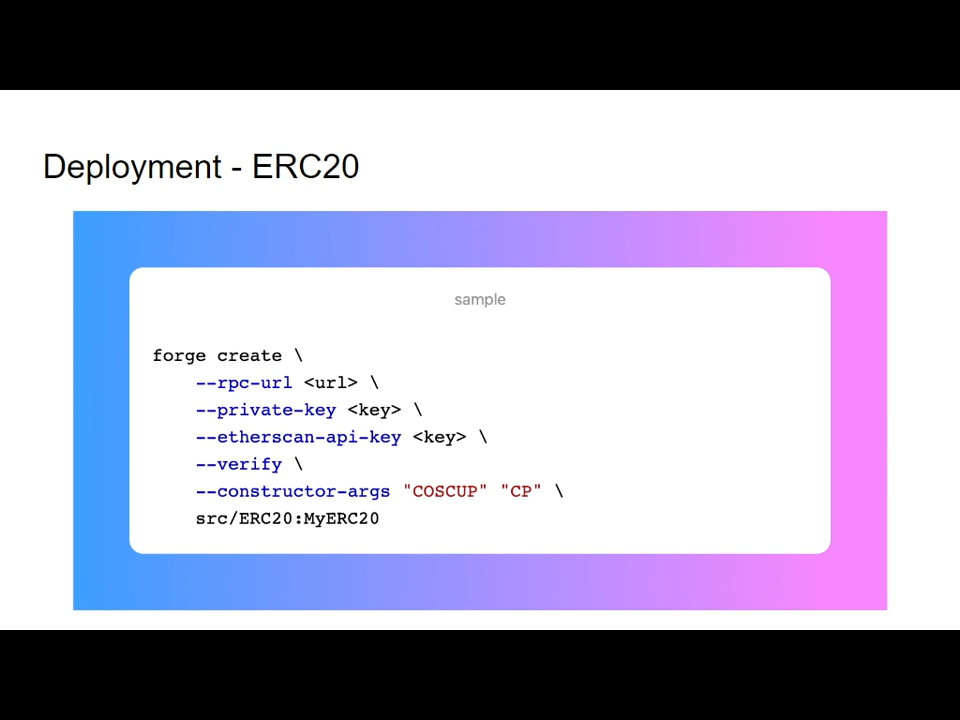 Deployment - ERC20
sample
forge create \
--rpc-url <url> \
--private-key <key> \
--etherscan-api-key <key> \
--verify \
--constructor-args "COSCUP" "CP" \
src/ERC20:MyERC20